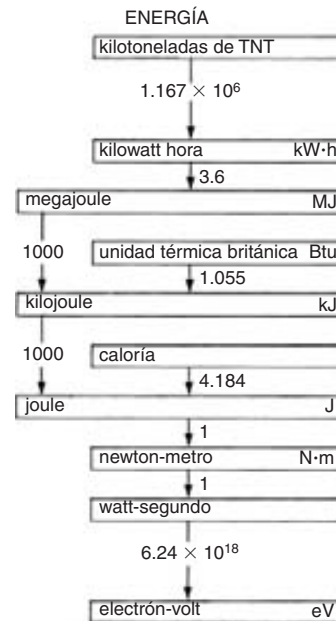 ENERGÍA
kilotoneladas de TNT
1.167 × 10⁶
kilowatt hora kW·h
3.6
megajoule MJ
1000
unidad térmica británica Btu
1.055
kilojoule kJ
1000
caloría
4.184
joule J
1
newton-metro N·m
1
watt-segundo
6.24 × 10¹⁸
electrón-volt eV